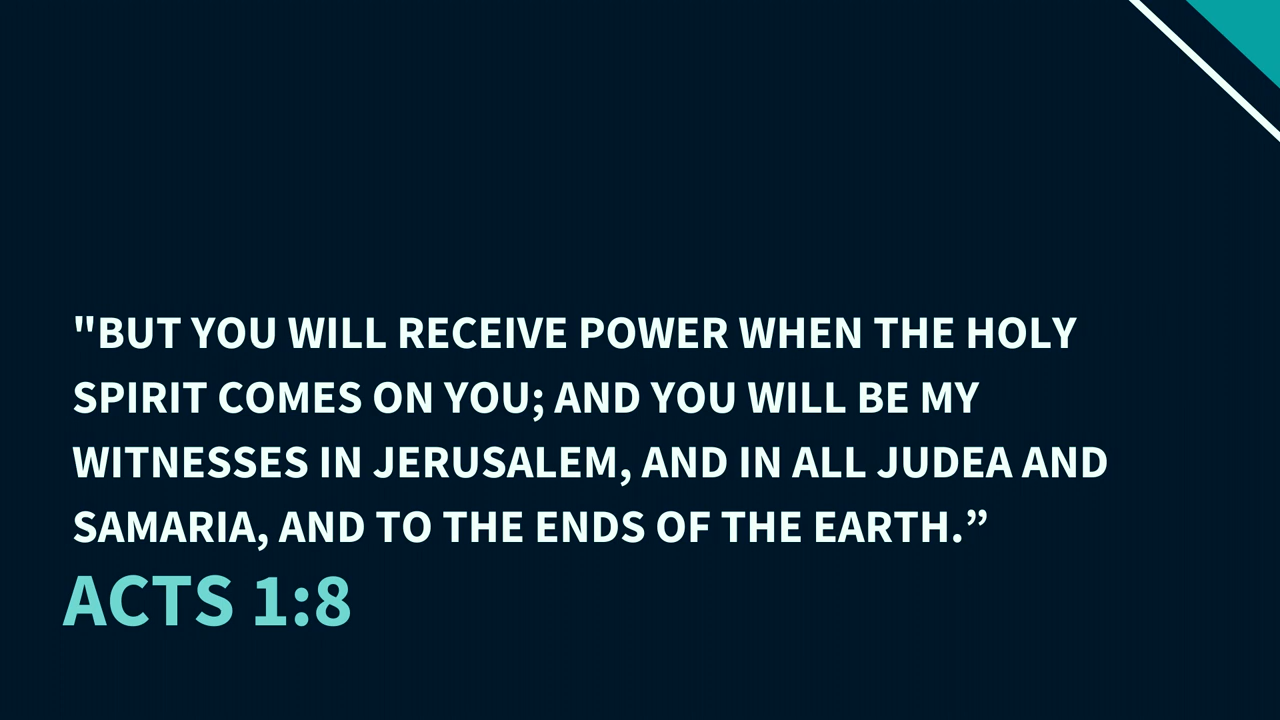 "BUT YOU WILL RECEIVE POWER WHEN THE HOLY
SPIRIT COMES ON YOU; AND YOU WILL BE MY
WITNESSES IN JERUSALEM, AND IN ALL JUDEA AND
SAMARIA, AND TO THE ENDS OF THE EARTH.”
ACTS 1:8